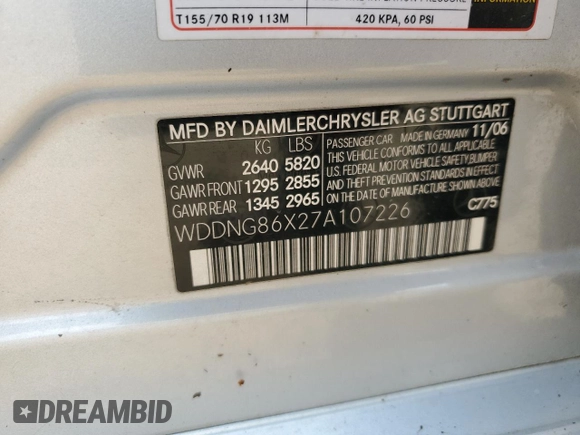 T155/70 R19 113M
420 KPA, 60 PSI
MFD BY DAIMLERCHRYSLER AG STUTTGART
KG LBS
GVWR 2640 5820
GAWR FRONT 1295 2855
GAWR REAR 1345 2965
PASSENGER CAR MADE IN GERMANY 11/06
THIS VEHICLE CONFORMS TO ALL APPLICABLE
U.S. FEDERAL MOTOR VEHICLE SAFETY, BUMPER
AND THEFT PREVENTION STANDARDS IN EFFECT
ON THE DATE OF MANUFACTURE SHOWN ABOVE
WDDNG86X27A107226
C775
DREAMBID